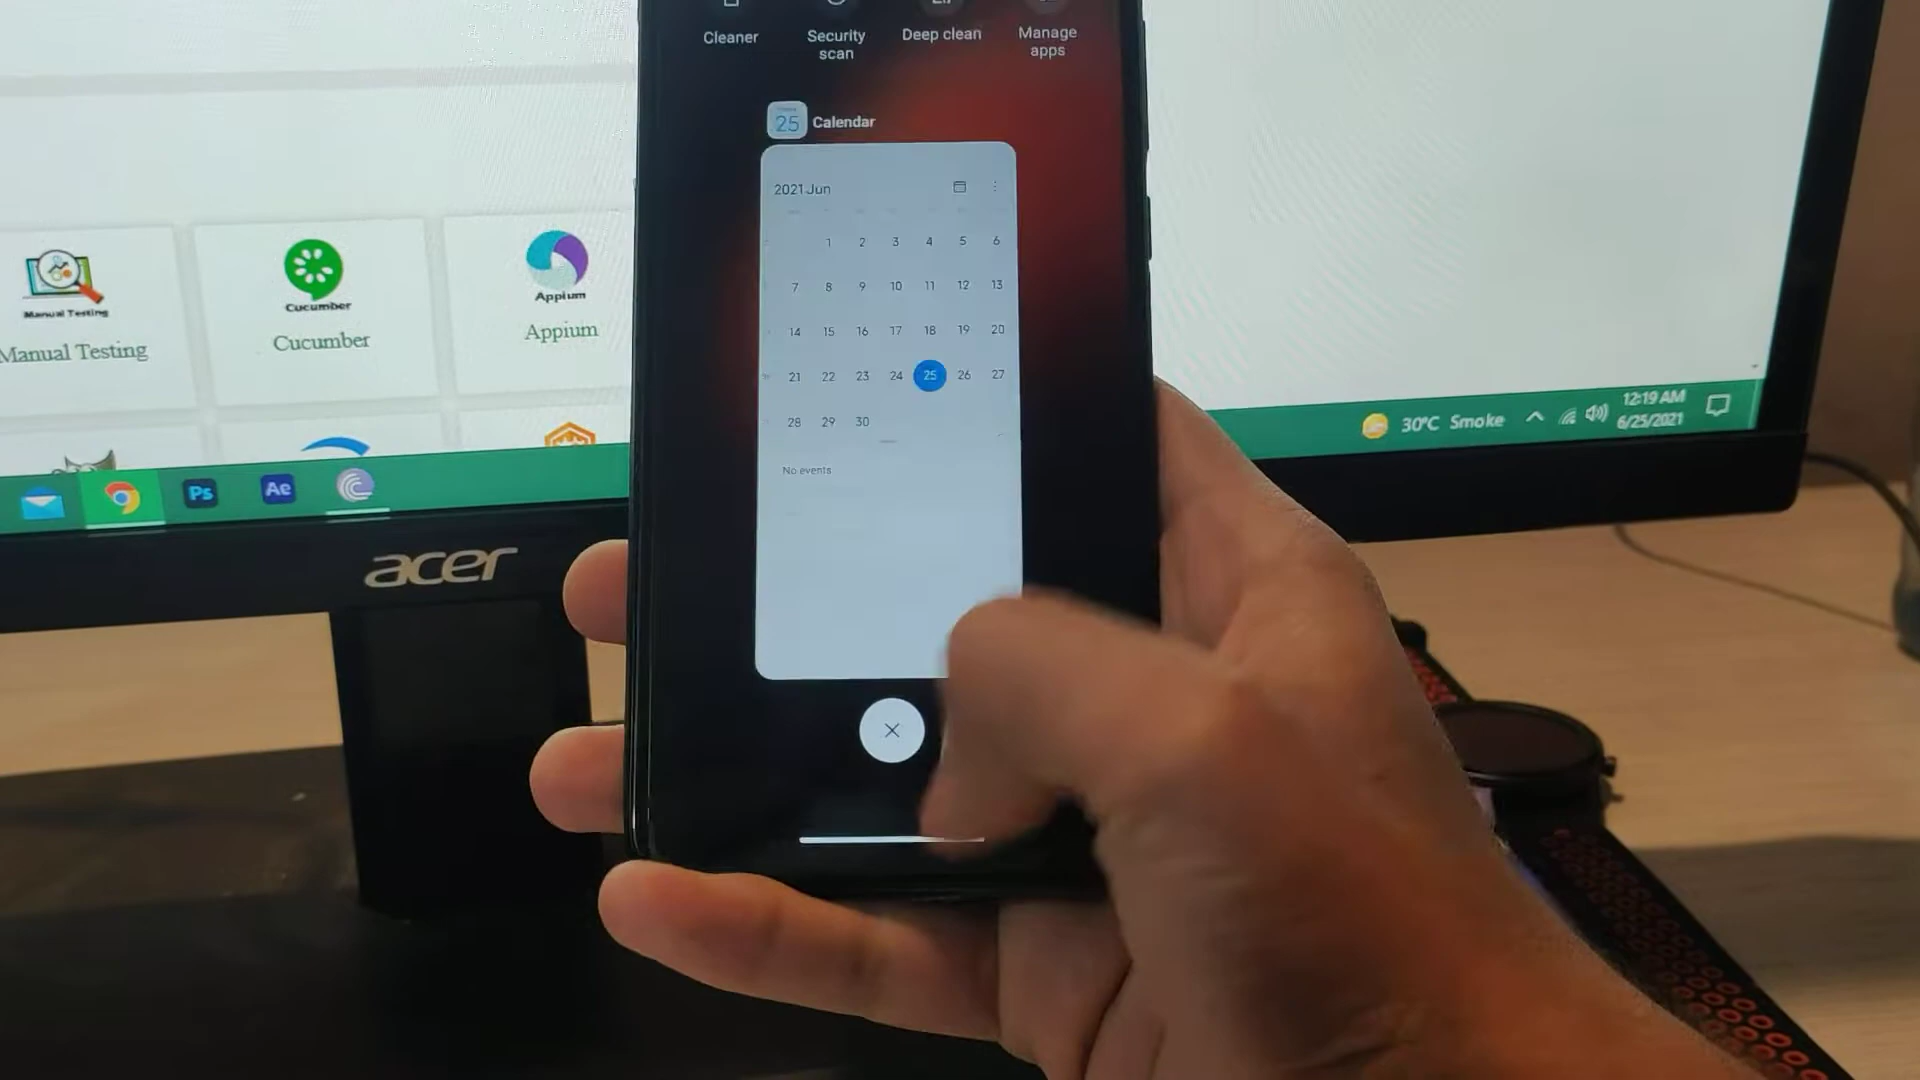 Cleaner
Security
scan
Deep clean
Manage
apps
25
Calendar
2021.Jun
1 2 3 4 5 6
7 8 9 10 11 12 13
14 15 16 17 18 19 20
21 22 23 24 25 26 27
28 29 30
No events
Manual Testing
Manual Testing
Cucumber
Cucumber
Appium
Appium
Ps
Ae
30°C Smoke
12:19 AM
6/25/2021
acer